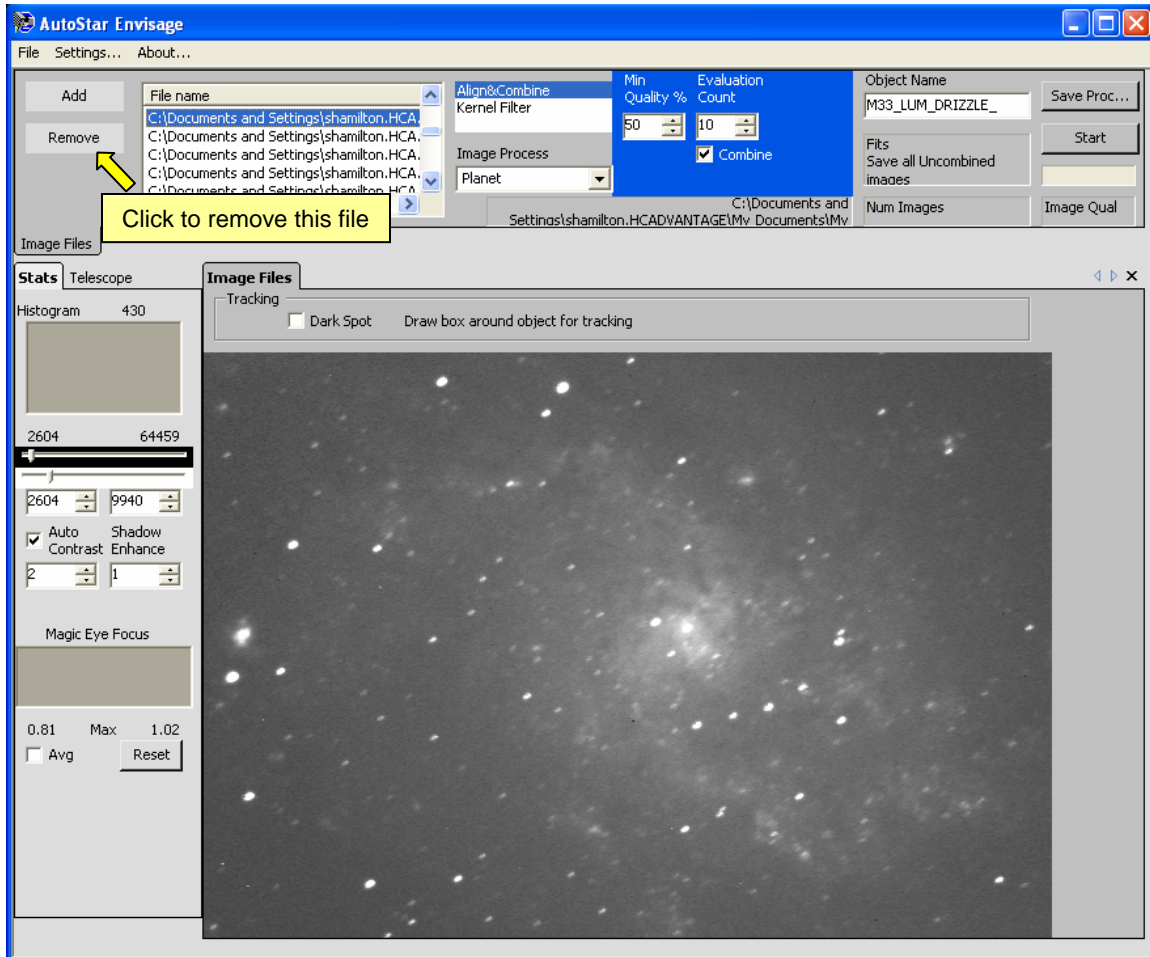 AutoStar Envisage
File Settings... About...
Add
Remove
File name
C:\Documents and Settings\shamilton.HCA.
C:\Documents and Settings\shamilton.HCA.
C:\Documents and Settings\shamilton.HCA.
C:\Documents and Settings\shamilton.HCA.
C:\Documents and Settings\shamilton.HCA
Click to remove this file
Align&Combine
Kernel Filter
Image Process
Planet
Min
Quality %
50
Evaluation
Count
10
Combine
C:\Documents and
Settings\shamilton.HCADVANTAGE\My Documents\My
Object Name
M33_LUM_DRIZZLE_
Fits
Save all Uncombined
images
Num Images
Save Proc...
Start
Image Qual
Image Files
Stats Telescope
Histogram 430
2604 64459
2604 9940
Auto
Contrast
Shadow
Enhance
2 1
Magic Eye Focus
0.81 Max 1.02
Avg Reset
Image Files
Tracking
Dark Spot Draw box around object for tracking